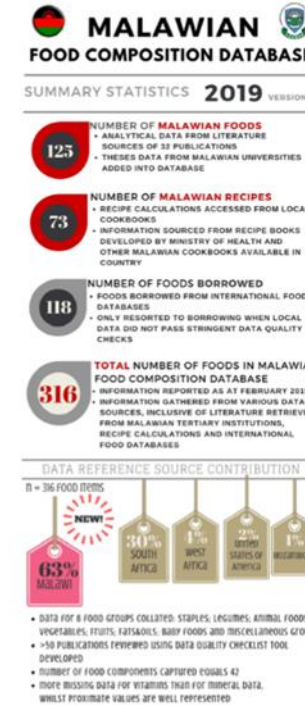 MALAWIAN
FOOD COMPOSITION DATABASE
SUMMARY STATISTICS 2019 VERSION
125
NUMBER OF MALAWIAN FOODS
• ANALYTICAL DATA FROM LITERATURE
SOURCES OF 32 PUBLICATIONS
• THESES DATA FROM MALAWIAN UNIVERSITIES
ADDED INTO DATABASE
73
NUMBER OF MALAWIAN RECIPES
• RECIPE CALCULATIONS ACCESSED FROM LOCA
COOKBOOKS
• INFORMATION SOURCED FROM RECIPE BOOKS
DEVELOPED BY MINISTRY OF HEALTH AND
OTHER MALAWIAN COOKBOOKS AVAILABLE IN
COUNTRY
118
NUMBER OF FOODS BORROWED
• FOODS BORROWED FROM INTERNATIONAL FOOD
DATABASES
• ONLY RESORTED TO BORROWING WHEN LOCAL
DATA DID NOT PASS STRINGENT DATA QUALITY
CHECKS
316
TOTAL NUMBER OF FOODS IN MALAWIA
FOOD COMPOSITION DATABASE
• INFORMATION REPORTED AS AT FEBRUARY 2019
• INFORMATION GATHERED FROM VARIOUS DATA
SOURCES, INCLUSIVE OF LITERATURE RETRIEVE
FROM MALAWIAN TERTIARY INSTITUTIONS,
RECIPE CALCULATIONS AND INTERNATIONAL
FOOD DATABASES
DATA REFERENCE SOURCE CONTRIBUTION
n = 316 FOOD ITEMS
NEW!
63%
MALAWI
30%
SOUTH
AFRICA
4%
WEST
AFRICA
2%
UNITED
STATES OF
AMERICA
1%
• DATA FOR 8 FOOD GROUPS COLLATED: STAPLES; LEGUMES; ANIMAL FOODS
VEGETABLES; FRUITS; FATS&OILS; BABY FOODS AND MISCELLANEOUS GRO
• >50 PUBLICATIONS REVIEWED USING DATA QUALITY CHECKLIST TOOL
DEVELOPED
• NUMBER OF FOOD COMPONENTS CAPTURED EQUALS 42
• MORE MISSING DATA FOR VITAMINS THAN FOR MINERAL DATA,
WHILST PROXIMATE VALUES ARE WELL REPRESENTED